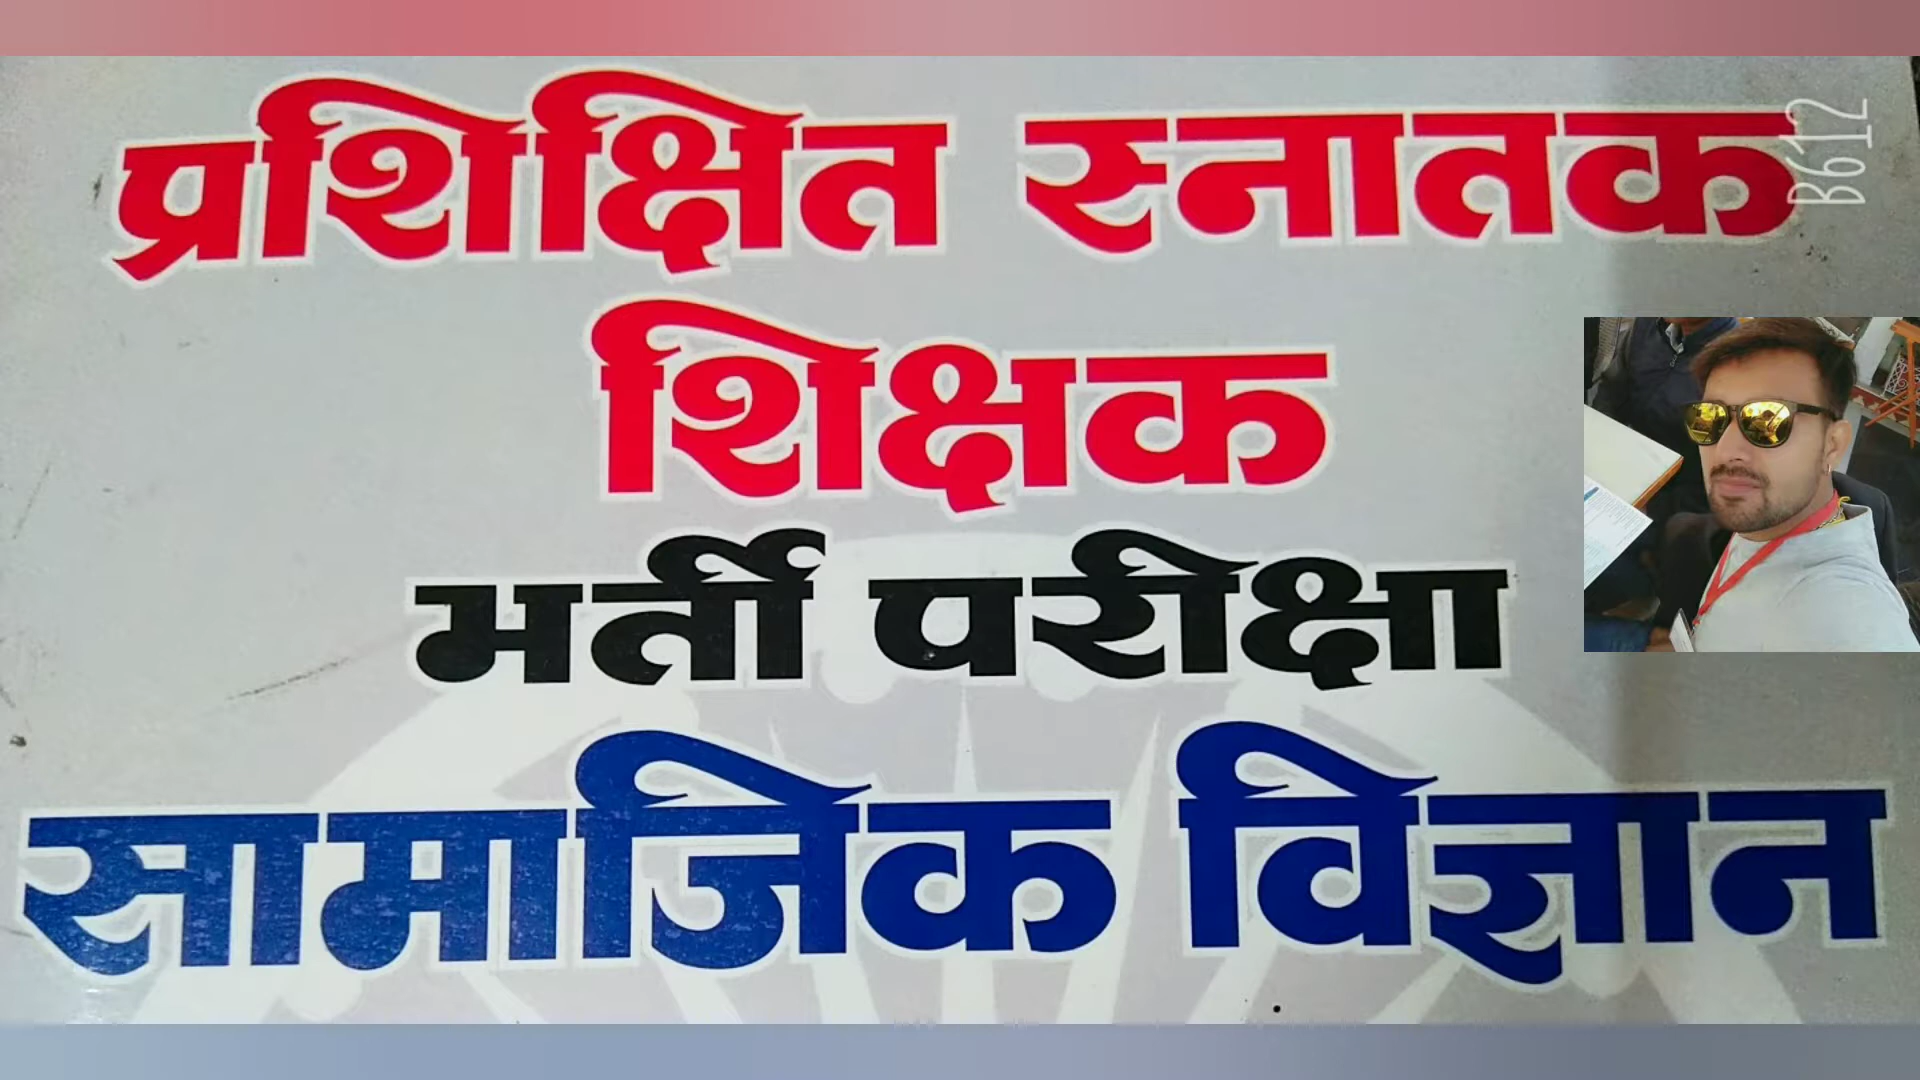 प्रशिक्षित स्नातक
शिक्षक
भर्ती परीक्षा
सामाजिक विज्ञान
B612